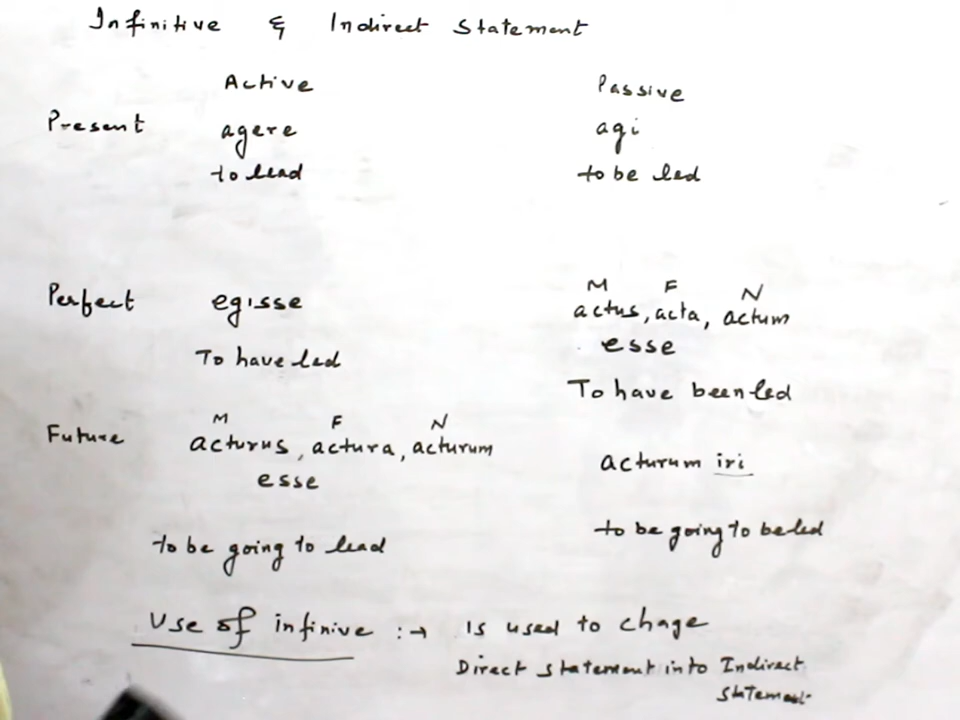 Infinitive & Indirect Statement
Active Passive
Present agere agi
to lead to be led
M F N
Perfect egisse actus, acta, actum
esse
To have led
To have been led
M F N
Future acturus, actura, acturum
acturum iri
esse
to be going to be led
to be going to lead
Use of infinive :→ Is used to chage
Direct statement into Indirect
Statement